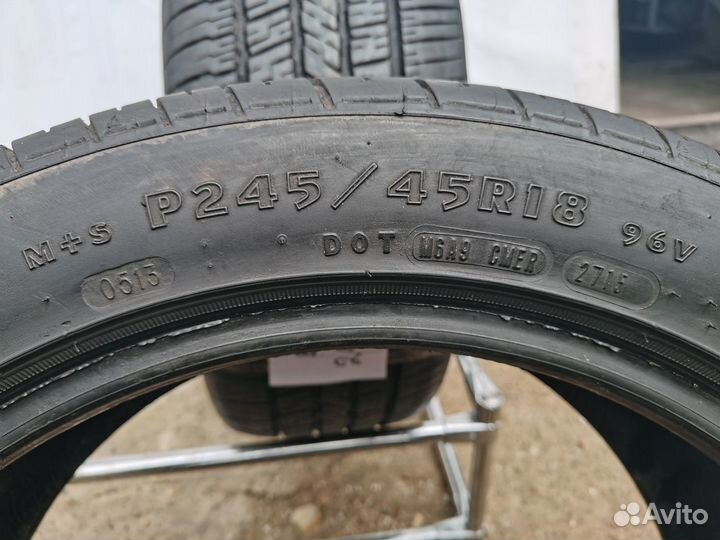 M+S P245/45R18 96V
0515 DOT M6A9 CMER 2715
Avito